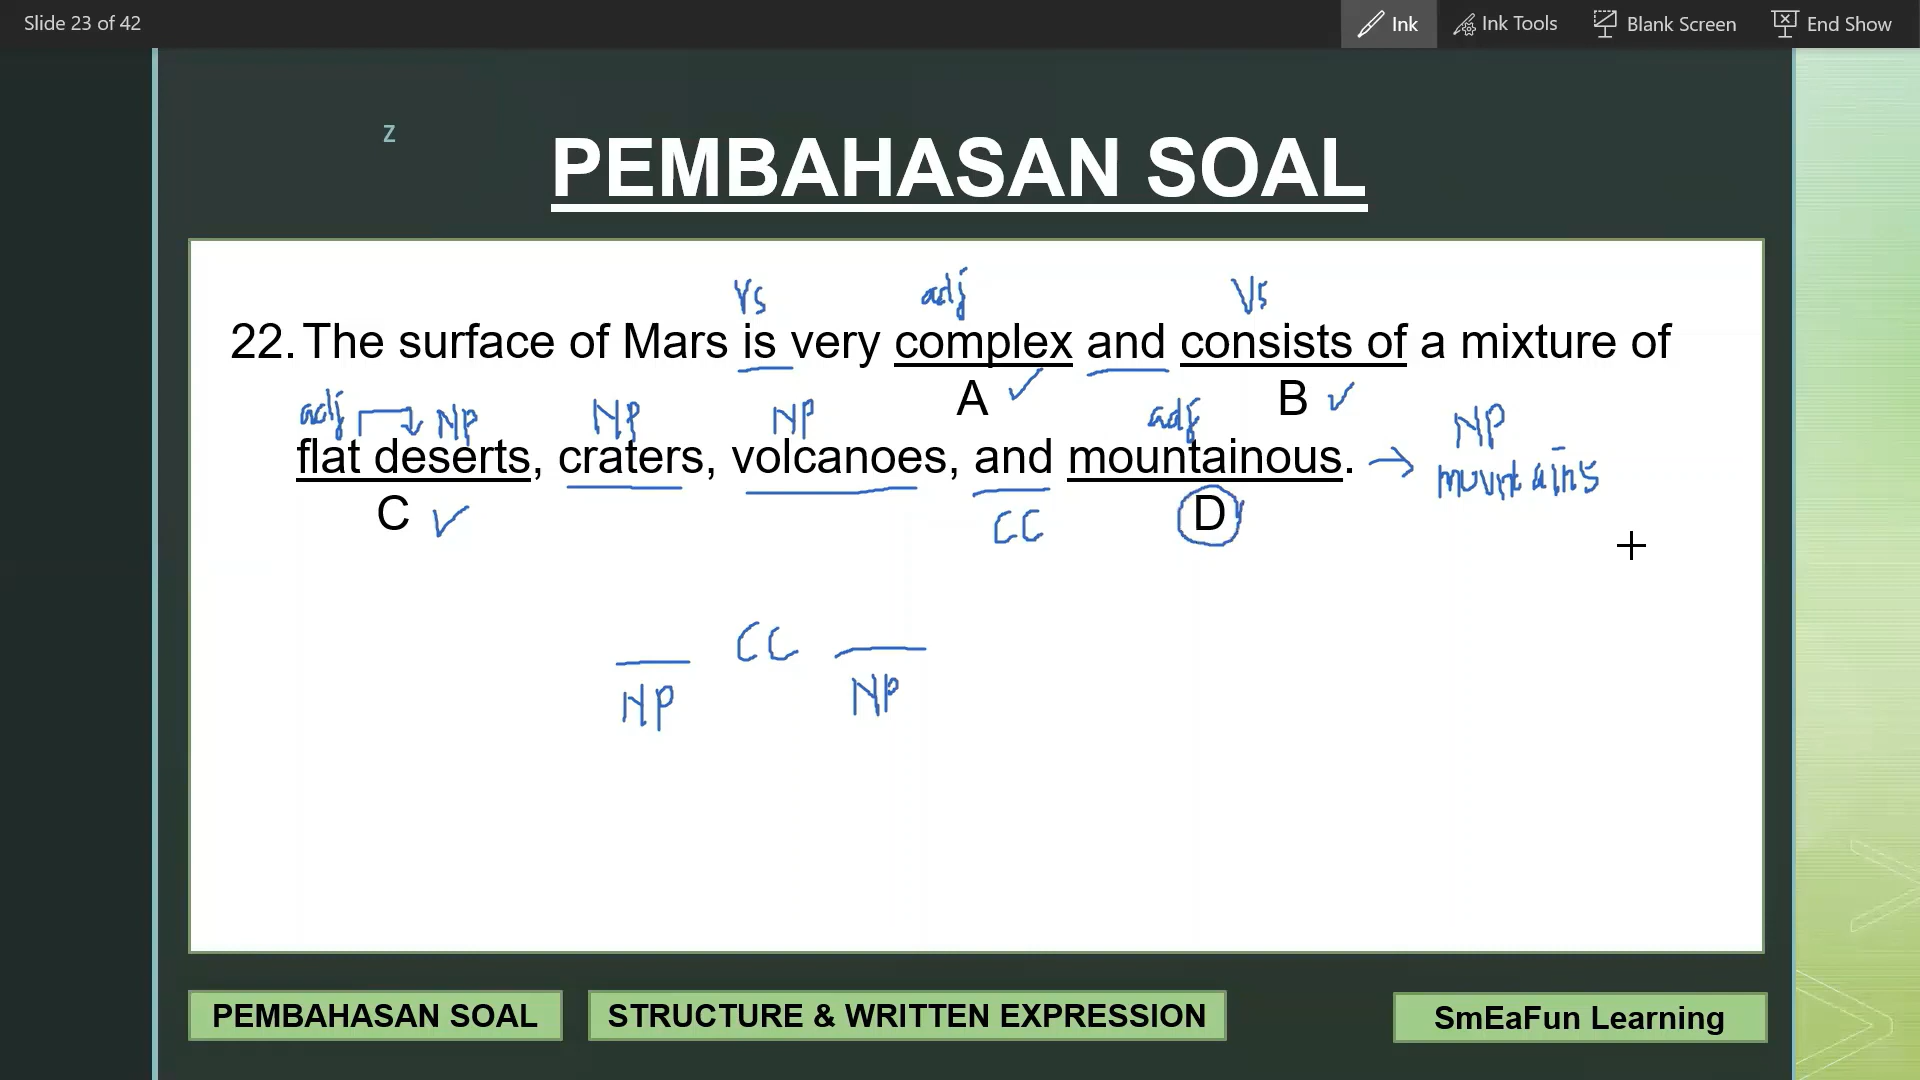 Slide 23 of 42
Ink
Ink Tools
Blank Screen
End Show
z
PEMBAHASAN SOAL
Vs adj Vs
22. The surface of Mars is very complex and consists of a mixture of
A ✓ B ✓
adj NP NP NP adj NP
flat deserts, craters, volcanoes, and mountainous. → mountains
C ✓ CC D
CC
NP NP
PEMBAHASAN SOAL
STRUCTURE & WRITTEN EXPRESSION
SmEaFun Learning